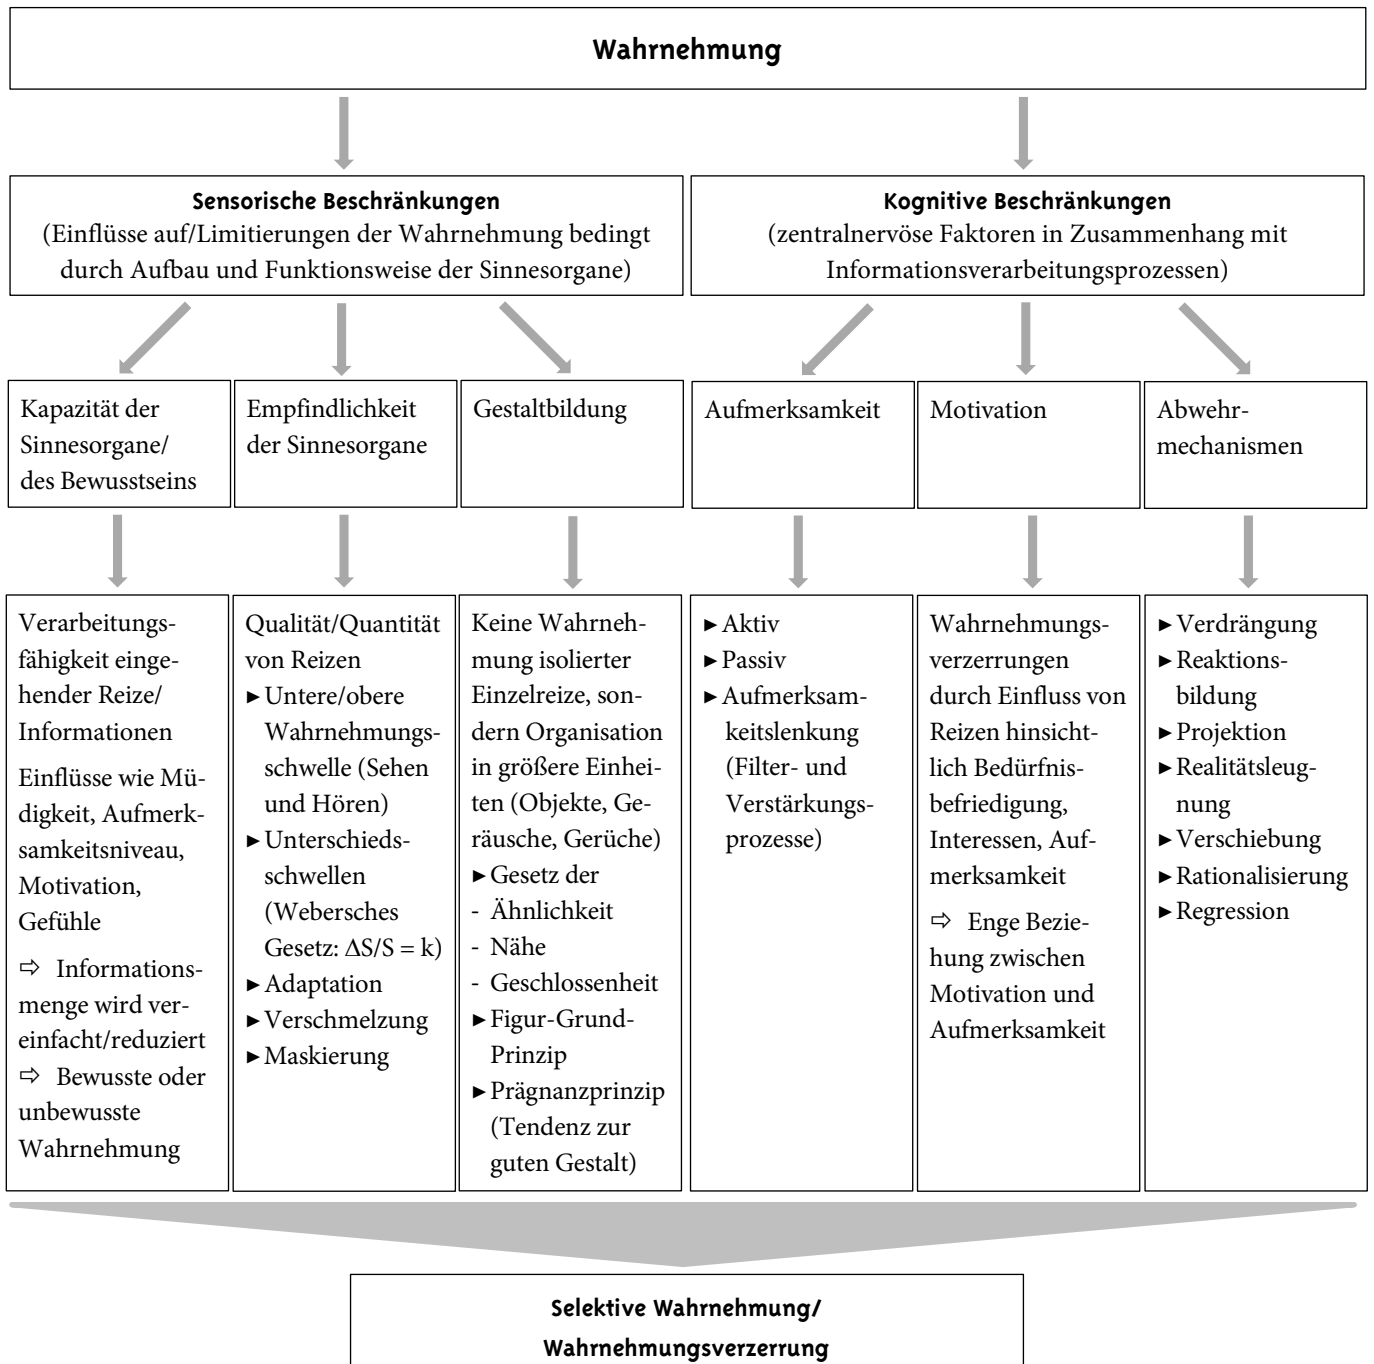 Wahrnehmung
Sensorische Beschränkungen
(Einflüsse auf/Limitierungen der Wahrnehmung bedingt
durch Aufbau und Funktionsweise der Sinnesorgane)
Kognitive Beschränkungen
(zentralnervöse Faktoren in Zusammenhang mit
Informationsverarbeitungsprozessen)
Kapazität der
Sinnesorgane/
des Bewusstseins
Empfindlichkeit
der Sinnesorgane
Gestaltbildung
Aufmerksamkeit
Motivation
Abwehr-
mechanismen
Verarbeitungs-
fähigkeit einge-
hender Reize/
Informationen
Einflüsse wie Mü-
digkeit, Aufmerk-
samkeitsniveau,
Motivation,
Gefühle
⇨ Informations-
menge wird ver-
einfacht/reduziert
⇨ Bewusste oder
unbewusste
Wahrnehmung
Qualität/Quantität
von Reizen
► Untere/obere
Wahrnehmungs-
schwelle (Sehen
und Hören)
► Unterschieds-
schwellen
(Webersches
Gesetz: ΔS/S = k)
► Adaptation
► Verschmelzung
► Maskierung
Keine Wahrneh-
mung isolierter
Einzelreize, son-
dern Organisation
in größere Einhei-
ten (Objekte, Ge-
räusche, Gerüche)
► Gesetz der
- Ähnlichkeit
- Nähe
- Geschlossenheit
► Figur-Grund-
Prinzip
► Prägnanzprinzip
(Tendenz zur
guten Gestalt)
► Aktiv
► Passiv
► Aufmerksam-
keitslenkung
(Filter- und
Verstärkungs-
prozesse)
Wahrnehmungs-
verzerrungen
durch Einfluss von
Reizen hinsicht-
lich Bedürfnis-
befriedigung,
Interessen, Auf-
merksamkeit
⇨ Enge Bezie-
hung zwischen
Motivation und
Aufmerksamkeit
► Verdrängung
► Reaktions-
bildung
► Projektion
► Realitätsleug-
nung
► Verschiebung
► Rationalisierung
► Regression
Selektive Wahrnehmung/
Wahrnehmungsverzerrung